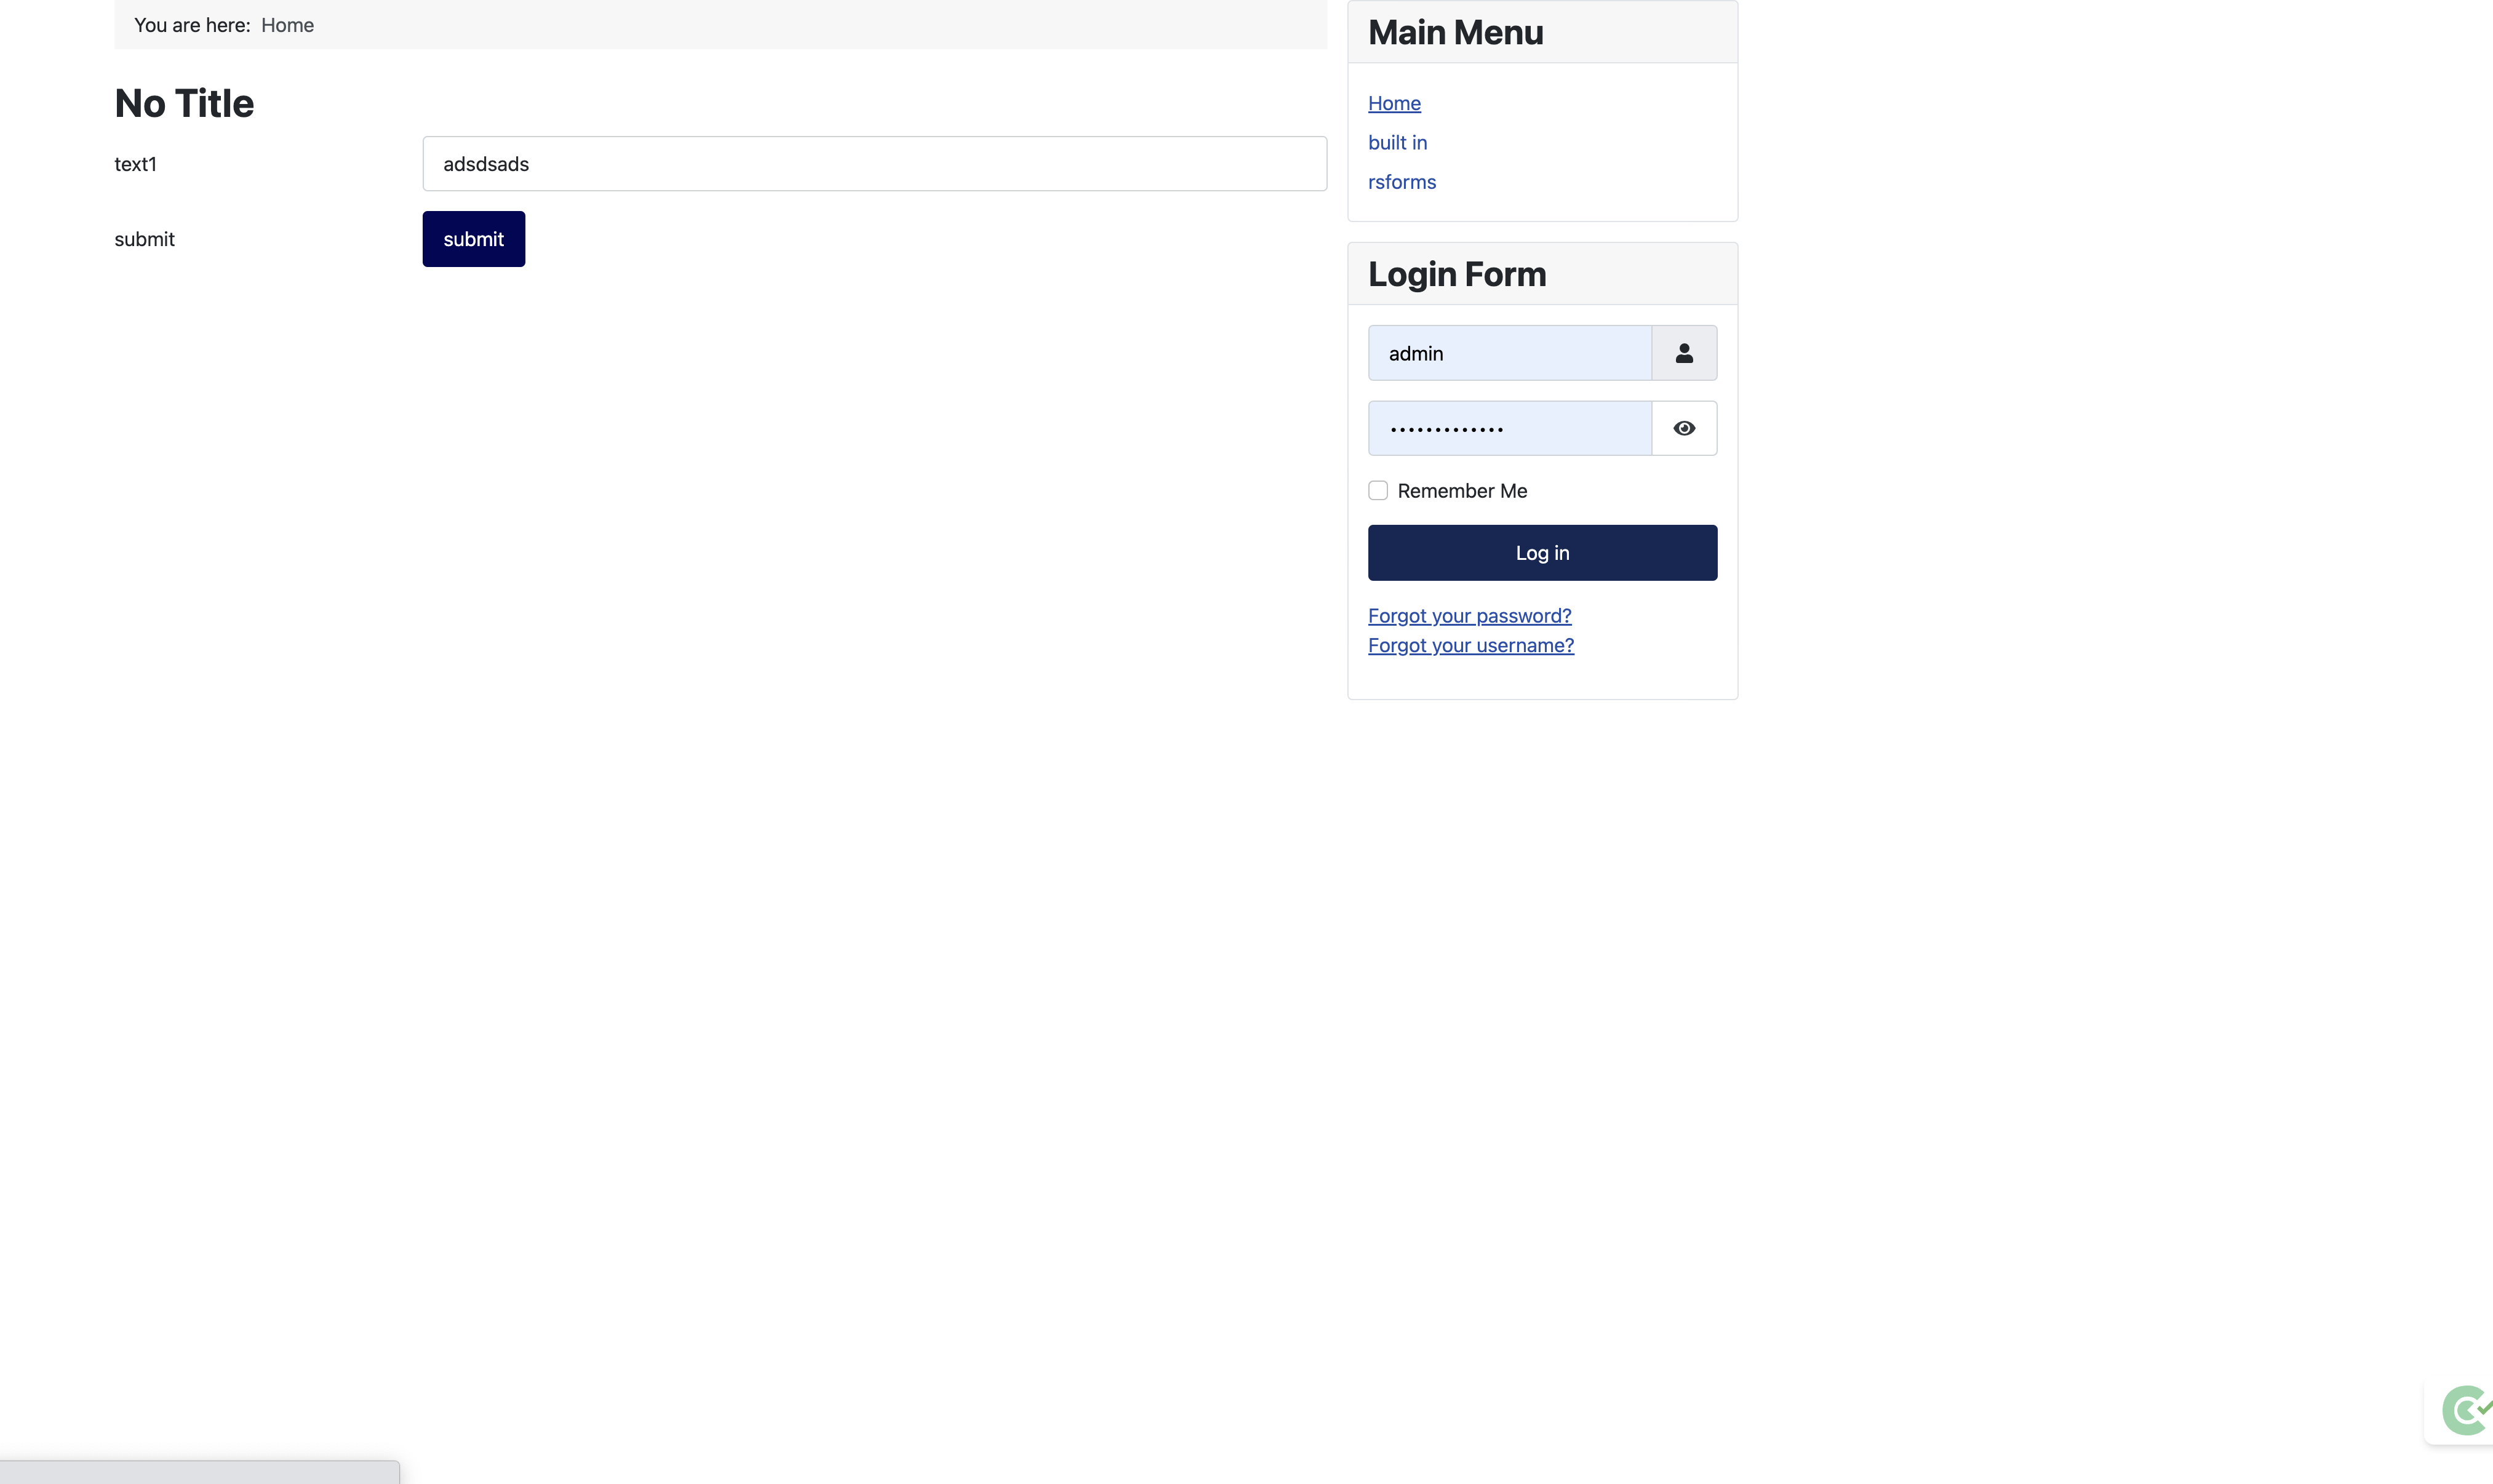 You are here: Home
No Title
text1
adsdsads
submit
submit
Main Menu
Home
built in
rsforms
Login Form
admin
Remember Me
Log in
Forgot your password?
Forgot your username?